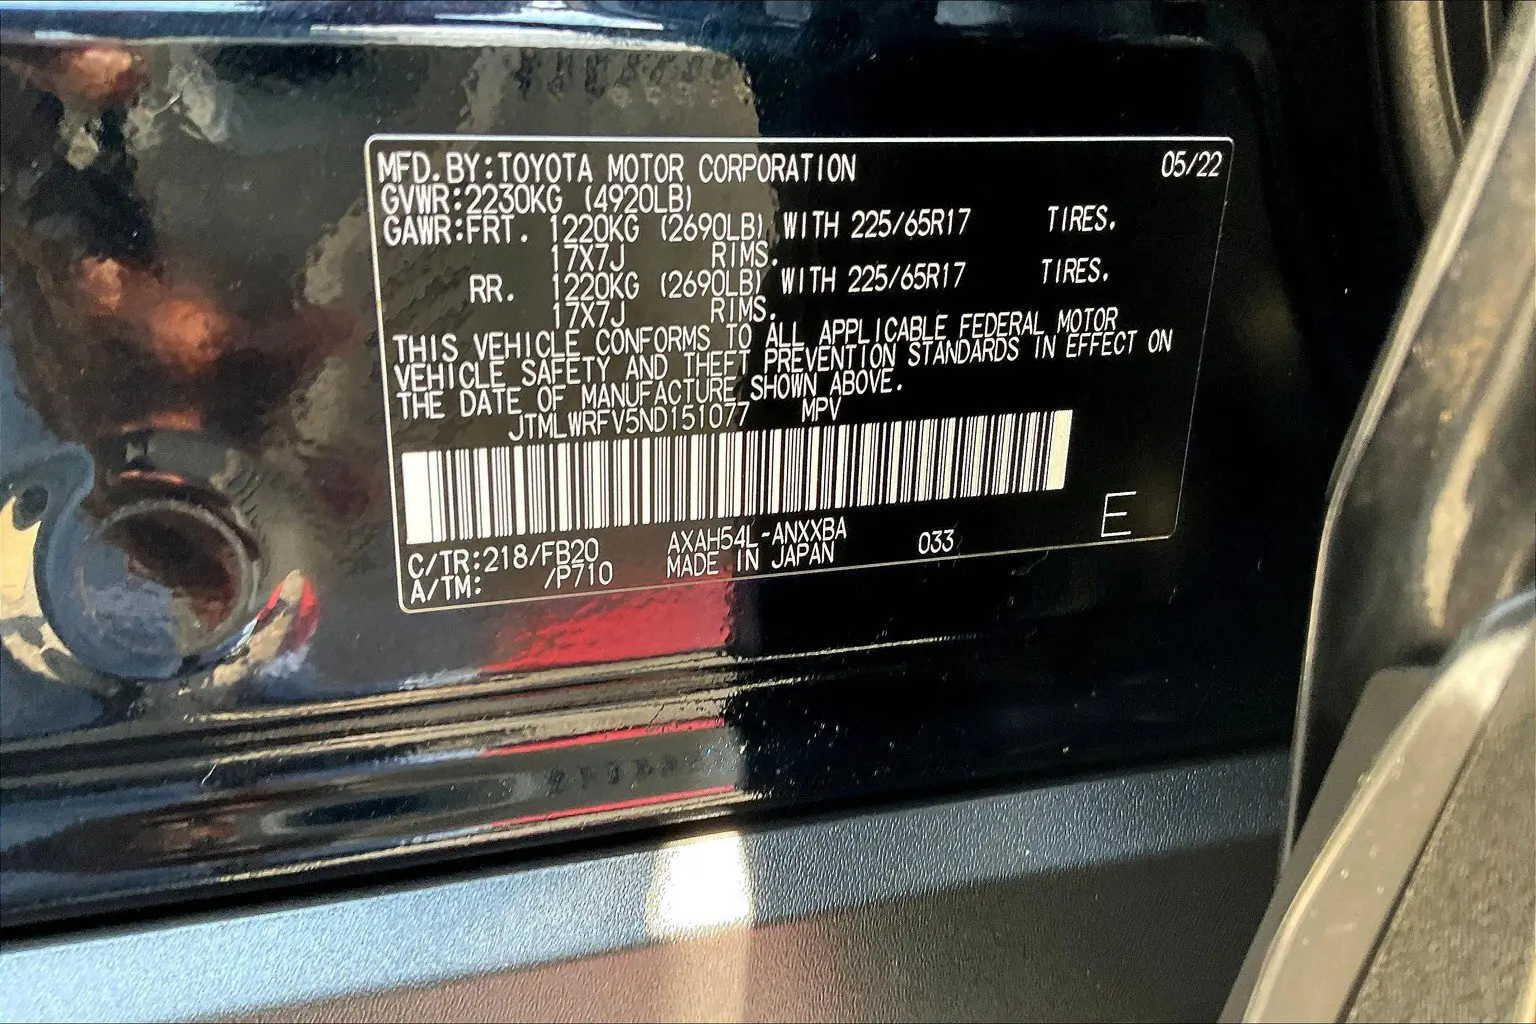 MFD.BY:TOYOTA MOTOR CORPORATION 05/22
GVWR:2230KG (4920LB)
GAWR:FRT. 1220KG (2690LB) WITH 225/65R17 TIRES.
17X7J RIMS.
RR. 1220KG (2690LB) WITH 225/65R17 TIRES.
17X7J RIMS.
THIS VEHICLE CONFORMS TO ALL APPLICABLE FEDERAL MOTOR
VEHICLE SAFETY AND THEFT PREVENTION STANDARDS IN EFFECT ON
THE DATE OF MANUFACTURE SHOWN ABOVE.
JTMLWRFV5ND151077 MPV
C/TR:218/FB20 AXAH54L-ANXXBA 033 E
A/TM: /P710 MADE IN JAPAN